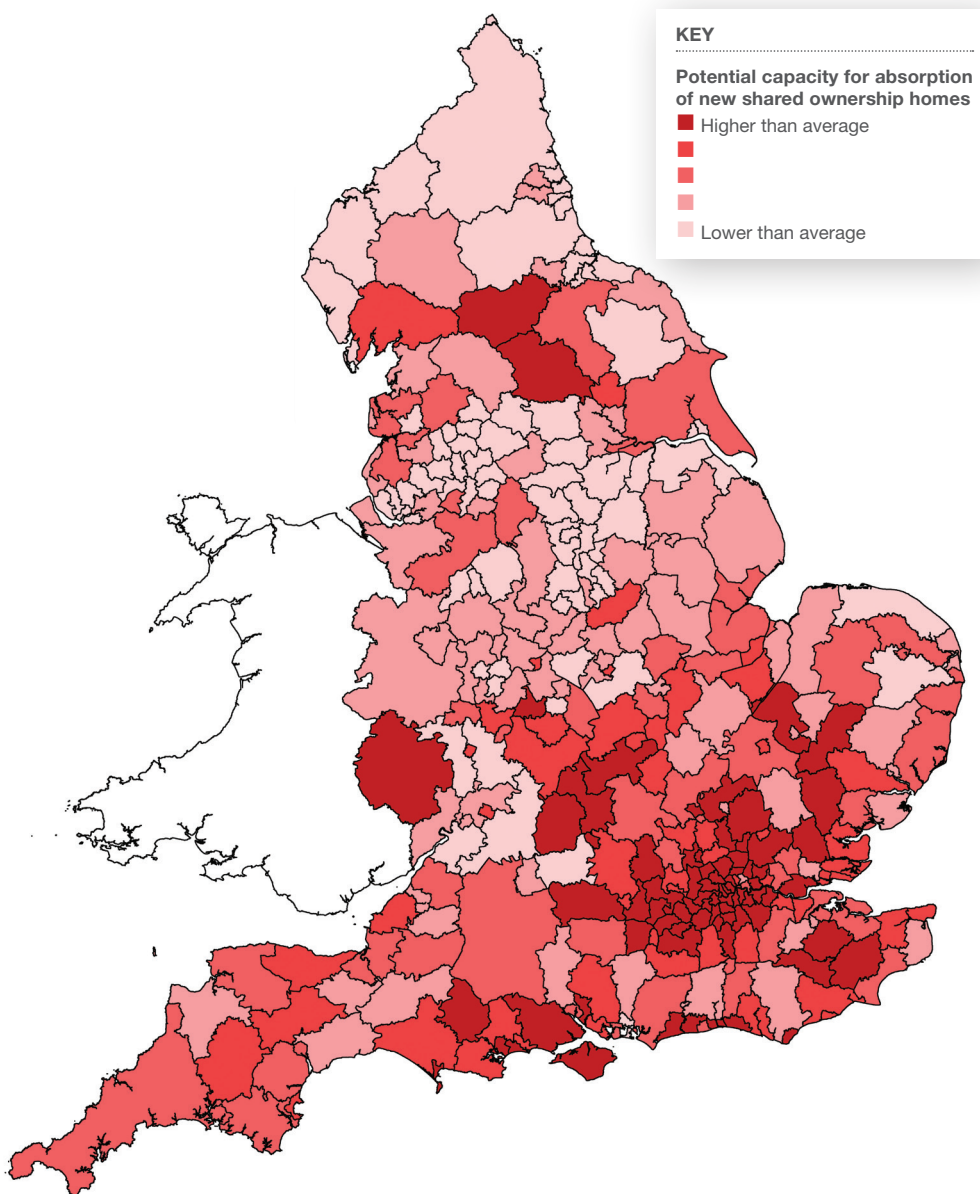 KEY
Potential capacity for absorption
of new shared ownership homes
Higher than average
Lower than average